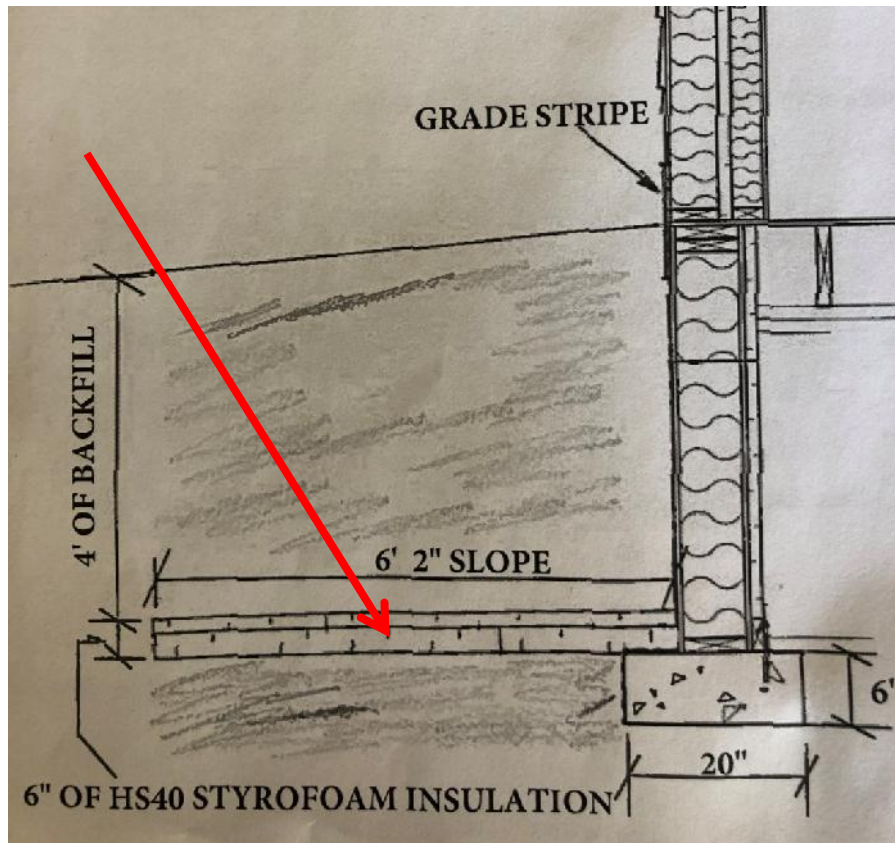 GRADE STRIPE
4' OF BACKFILL
6' 2" SLOPE
6'
20"
6" OF HS40 STYROFOAM INSULATION